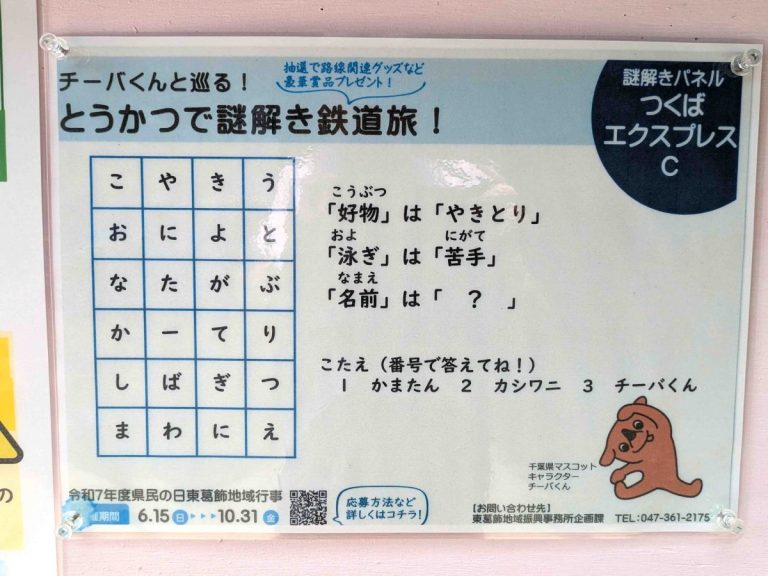 チーバくんと巡る！
抽選で路線関連グッズなど
豪華賞品プレゼント！
とうかつで謎解き鉄道旅！
謎解きパネル
つくば
エクスプレス
C
こ や き う
お に よ と
な た が ぶ
か ー て り
し ば ぎ つ
ま わ に え
こうぶつ
「好物」は「やきとり」
およ にがて
「泳ぎ」は「苦手」
なまえ
「名前」は「 ？ 」
こたえ（番号で答えてね！）
1 かまたん 2 カシワニ 3 チーバくん
千葉県マスコット
キャラクター
チーバくん
令和7年度県民の日東葛飾地域行事
期間 6.15 日 ▶▶▶ 10.31 金
応募方法など
詳しくはコチラ！
【お問い合わせ先】
東葛飾地域振興事務所企画課 TEL：047-361-2175
の